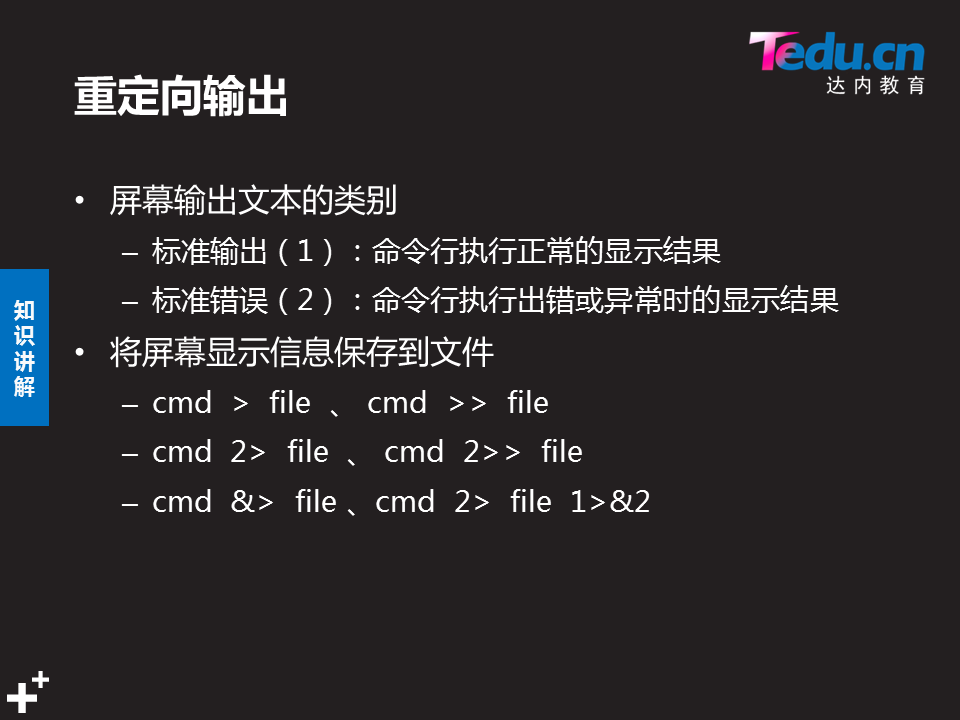 Tedu.cn
达内教育
重定向输出
• 屏幕输出文本的类别
– 标准输出（1）：命令行执行正常的显示结果
– 标准错误（2）：命令行执行出错或异常时的显示结果
• 将屏幕显示信息保存到文件
– cmd > file 、 cmd >> file
– cmd 2> file 、 cmd 2>> file
– cmd &> file 、cmd 2> file 1>&2
知
识
讲
解